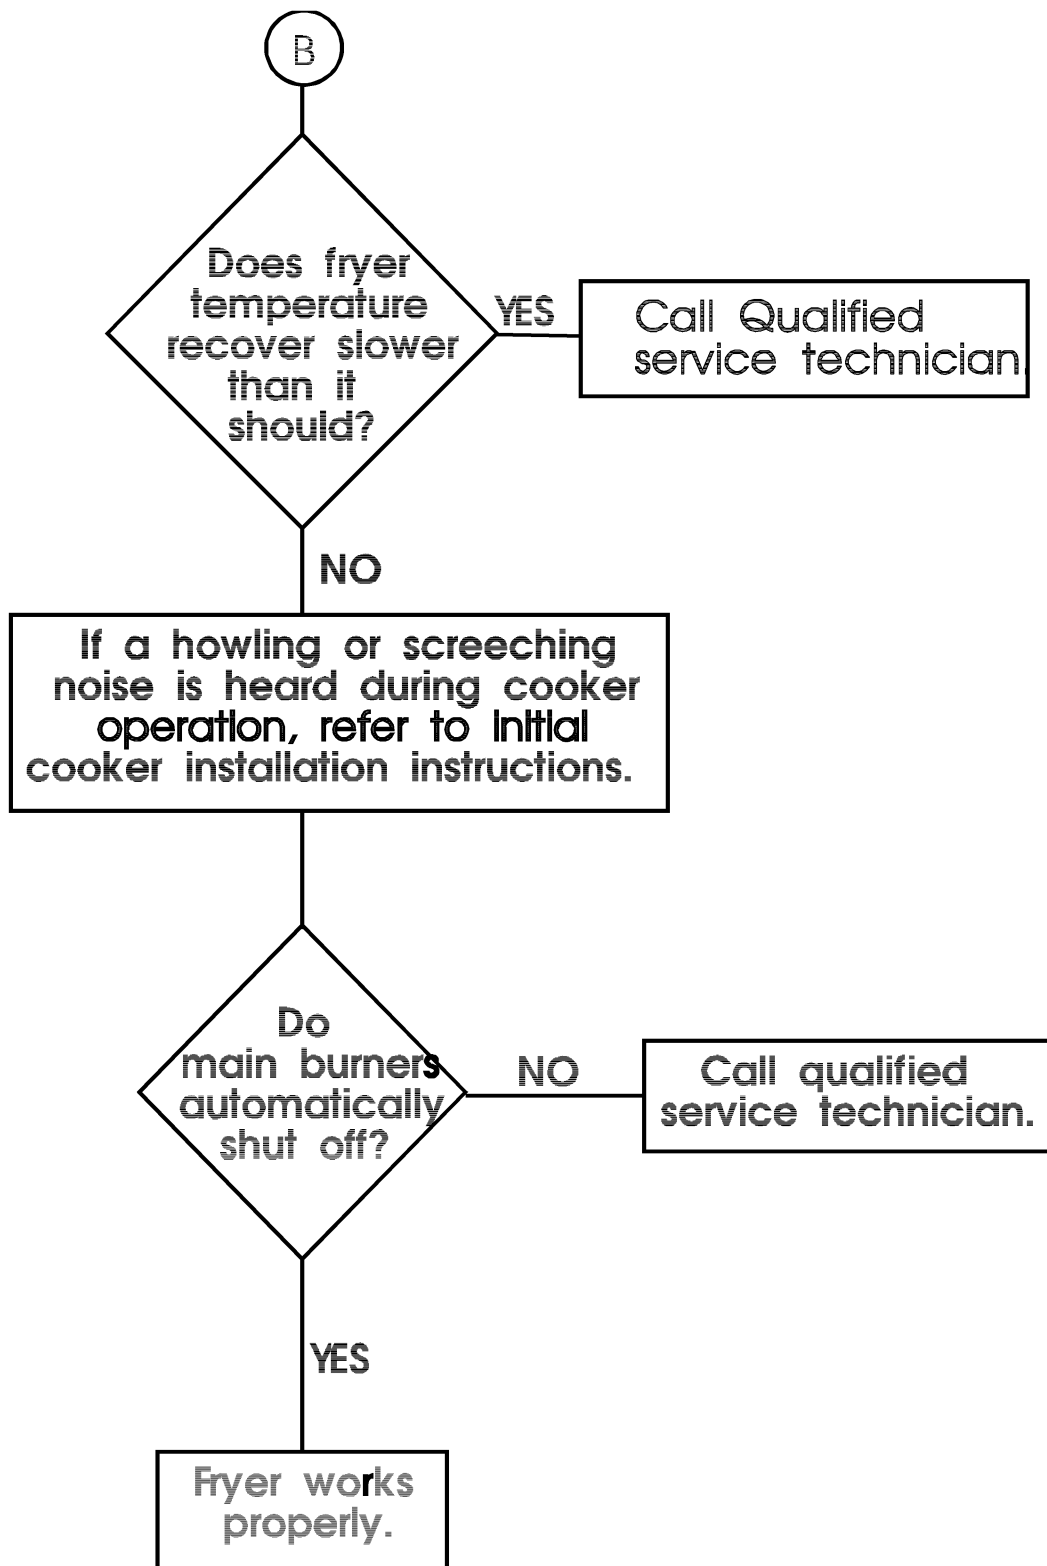 B
Does fryer
temperature
recover slower
than it
should?
YES
Call Qualified
service technician.
NO
If a howling or screeching
noise is heard during cooker
operation, refer to initial
cooker installation instructions.
Do
main burners
automatically
shut off?
NO
Call qualified
service technician.
YES
Fryer works
properly.